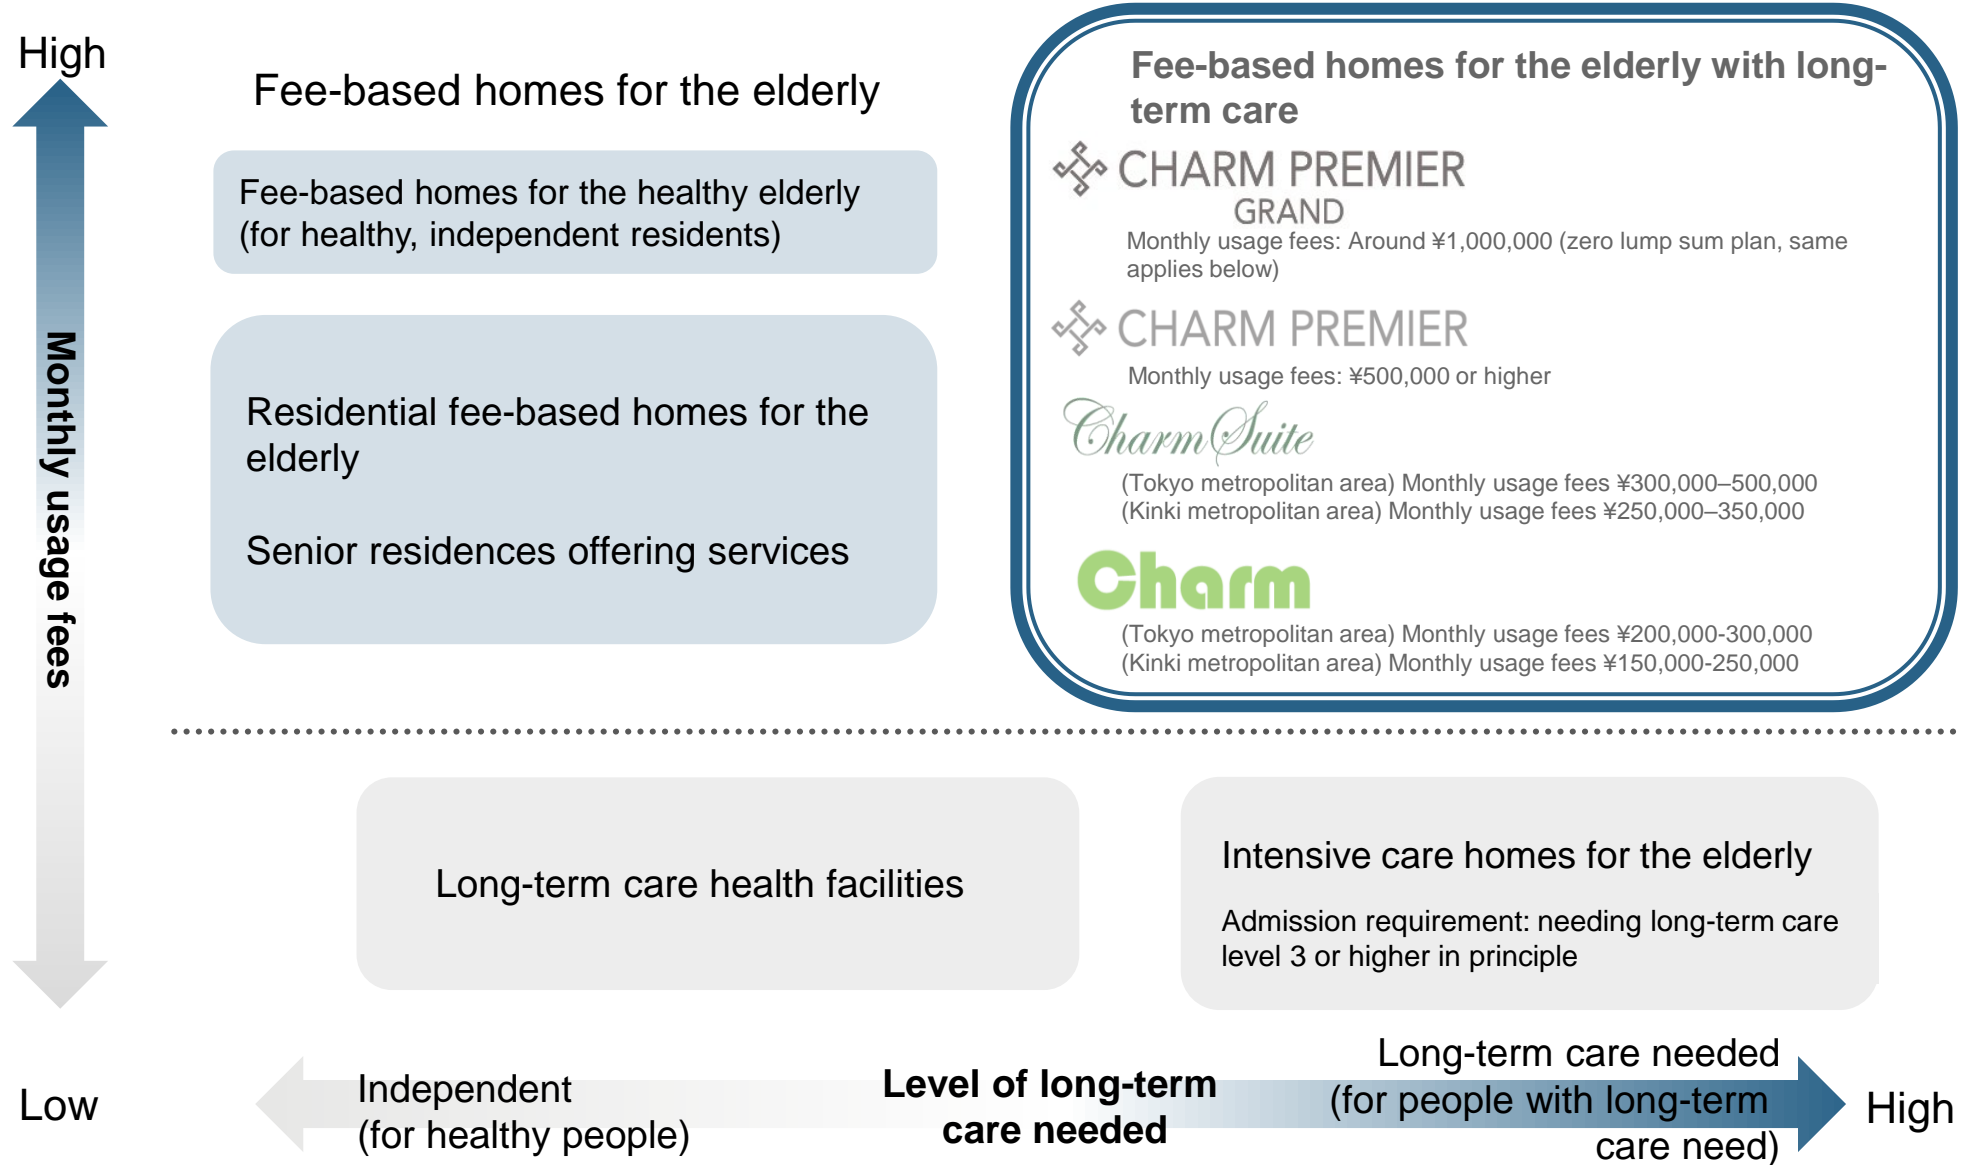 High
Fee-based homes for the elderly
Fee-based homes for the healthy elderly
(for healthy, independent residents)
Residential fee-based homes for the
elderly
Senior residences offering services
Fee-based homes for the elderly with long-
term care
CHARM PREMIER
GRAND
Monthly usage fees: Around ¥1,000,000 (zero lump sum plan, same
applies below)
CHARM PREMIER
Monthly usage fees: ¥500,000 or higher
Charm Suite
(Tokyo metropolitan area) Monthly usage fees ¥300,000–500,000
(Kinki metropolitan area) Monthly usage fees ¥250,000–350,000
Charm
(Tokyo metropolitan area) Monthly usage fees ¥200,000-300,000
(Kinki metropolitan area) Monthly usage fees ¥150,000-250,000
Monthly usage fees
Long-term care health facilities
Intensive care homes for the elderly
Admission requirement: needing long-term care
level 3 or higher in principle
Low
Independent
(for healthy people)
Level of long-term
care needed
Long-term care needed
(for people with long-term
care need)
High